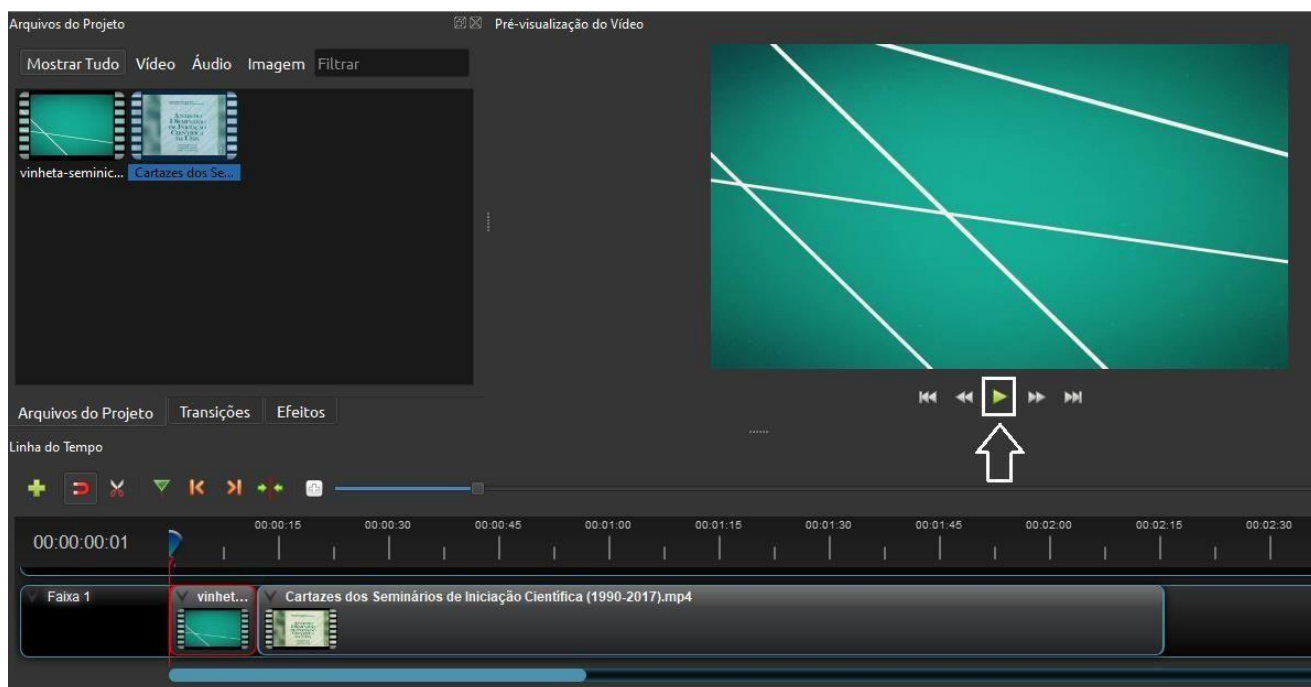 Arquivos do Projeto
Pré-visualização do Vídeo
Mostrar Tudo Vídeo Áudio Imagem Filtrar
vinheta-seminic... Cartazes dos Se...
Arquivos do Projeto Transições Efeitos
Linha do Tempo
00:00:15 00:00:30 00:00:45 00:01:00 00:01:15 00:01:30 00:01:45 00:02:00 00:02:15 00:02:30
00:00:00:01
Faixa 1 vinhet... Cartazes dos Seminários de Iniciação Científica (1990-2017).mp4